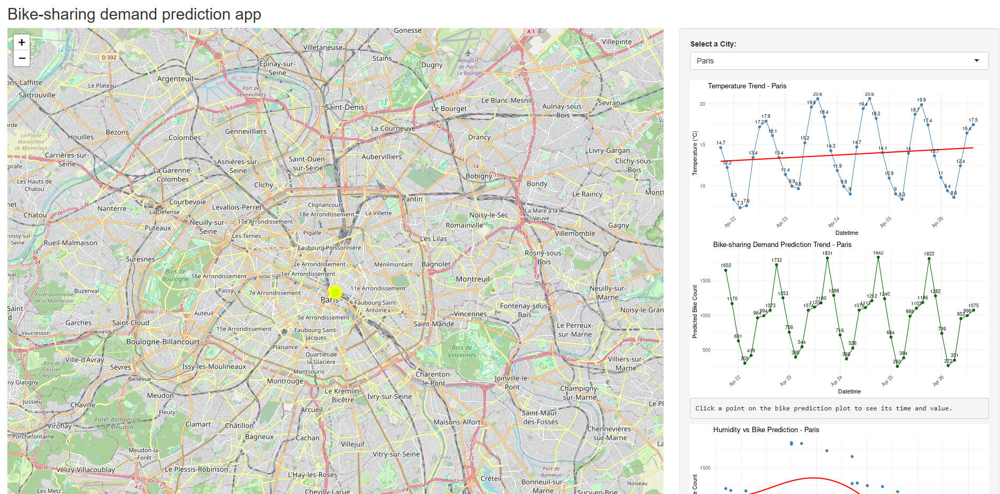 Bike-sharing demand prediction app
+
−
Gonesse
A 1
Villepinte
La Seine
D 392
Villetaneuse
Stains
Dugny
Aéroport
de Paris
Le Bourget
Épinay-sur-
Seine
Argenteuil
Hauts-de-Seine
Seine-Saint-Denis
Port de
Gennevilliers
ons-Laffitte
Le Plateau
Sartrouville
Saint-Denis
Le Bourget
Le Blanc-Mesnil
Aulnay-sous-
Bois
Sevran
Bezons
Houilles
Colombes
Gennevilliers
La Courneuve
Drancy
La Plaine
Maraîchère
de Montesson
Carrières-sur-
Seine
Asnières-sur-
Seine
Saint-Ouen-
sur-Seine
Aubervilliers
Livry-Gargan
Clichy-sous-
Bois
La Garenne-
Colombes
Bobigny
Les Hauts de
Chatou
Clichy
Bondy
Le Raincy
Courbevoie
Levallois-Perret
Clignancourt
Pantin
Nanterre
La Défense
18e Arrondissement
La Villette
Chatou
Neuilly-sur-
Seine
17e Arrondissement
Noisy-le-Sec
La Mare à la
Veuve
Puteaux
Les Ternes
Pigalle
Romainville
Gagny
Villemomble
Rueil-Malmaison
Les Lilas
Faubourg Poissonnière
Suresnes
2e Arrondissement
Ménilmontant
Bagnolet
Rosny-sous-
Bois
Bois de
Boulogne
16e Arrondissement
1er Arrondissement
Montreuil
Buzenval
Forêt domaniale
de la Malmaison
Passy
7e Arrondissement
11e Arrondissement
Neuilly-sur-
Marne
Paris
Faubourg Saint-
Antoine
Fontenay-sous-
Bois
Noisy-le-Gran
Garches
Saint-Cloud
Auteuil
5e Arrondissement
Saint-Mandé
Vincennes
Le Perreux-
sur-Marne
Vaucresson
15e Arrondissement
Faubourg Saint-
Jacques
Boulogne-Billancourt
Plaisance
Quartier de
la Glacière
Bois de
Vincennes
Ville-d'Avray
Bois de
Fausses
Reposes
Sèvres
Issy-les-Moulineaux
Montsouris
Villiers-sur-
Marne
Bellevue
Montrouge
Charenton-
le-Pont
Joinville-le-
Pont
Meudon
Le Kremlin-
Bicêtre
Ivry-sur-Seine
Champigny-
sur-Marne
Jussieu
Chaville
Fleury
Arcueil
Saint-Maur-
des-Fossés
Viroflay
Forêt domaniale
de Meudon
Clamart
Châtillon
Maisons-Alfort
Chennevières-
sur-Marne
Porchefontaine
Bagneux
Cachan
Villejuif
Meudon-la-
Forêt
Vitry-sur-Seine
La Seine
Vélizy-Villacoublay
Le Plessis-Robinson
L'Haÿ-les-Roses
Créteil
Port de
Bonneuil
Bonneuil-sur-
Marne
Noiseau
Les Metz
Chevilly-Larue
Sucy-en-Brie
Select a City:
Paris
Temperature Trend - Paris
Temperature (°C)
20
15
10
14.7 12.2 8.3 7.3 7.6 13.4 17.2 17.9 16.1 13.4 11.4 9.9 9.6 15.2 19.6 20.6 18.4 14.3 11.9 9.9 9 14.7 19.4 20.6 18.2 14.1 10.9 9 8.3 14 18.7 19.9 17.4 13.7 11 9.4 8.6 12.4 16.4 17.5
Apr 22 Apr 23 Apr 24 Apr 25 Apr 26
Datetime
Bike-sharing Demand Prediction Trend - Paris
Predicted Bike Count
1500
1000
500
1652 1170 631 305 419 964 994 1073 1732 1253 756 395 544 1074 1120 1180 1831 1288 716 368 526 1076 1112 1212 1842 1240 684 260 384 988 1103 1186 1822 1282 739 272 351 953 996 1075
Apr 22 Apr 23 Apr 24 Apr 25 Apr 26
Datetime
Click a point on the bike prediction plot to see its time and value.
Humidity vs Bike Prediction - Paris
1500
e Count